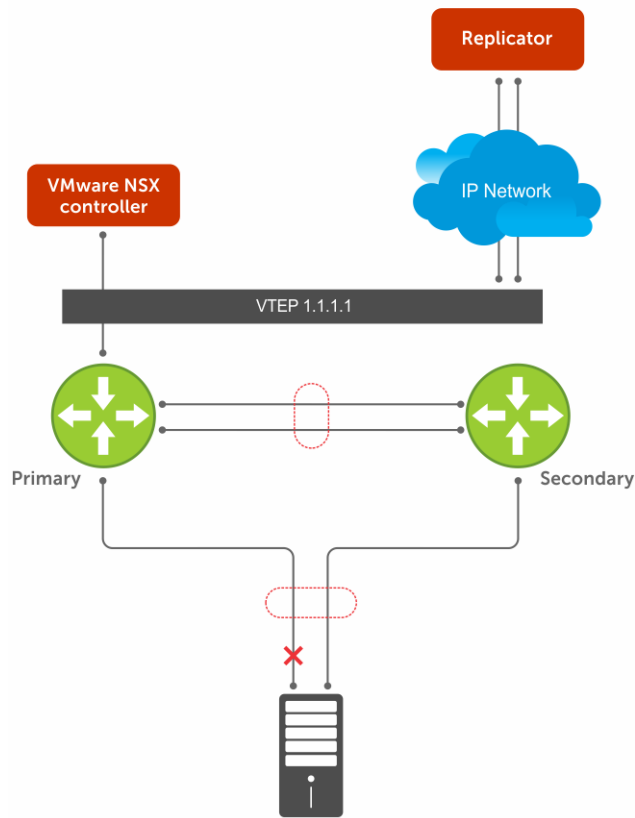 Replicator
IP Network
VMware NSX
controller
VTEP 1.1.1.1
Primary
Secondary